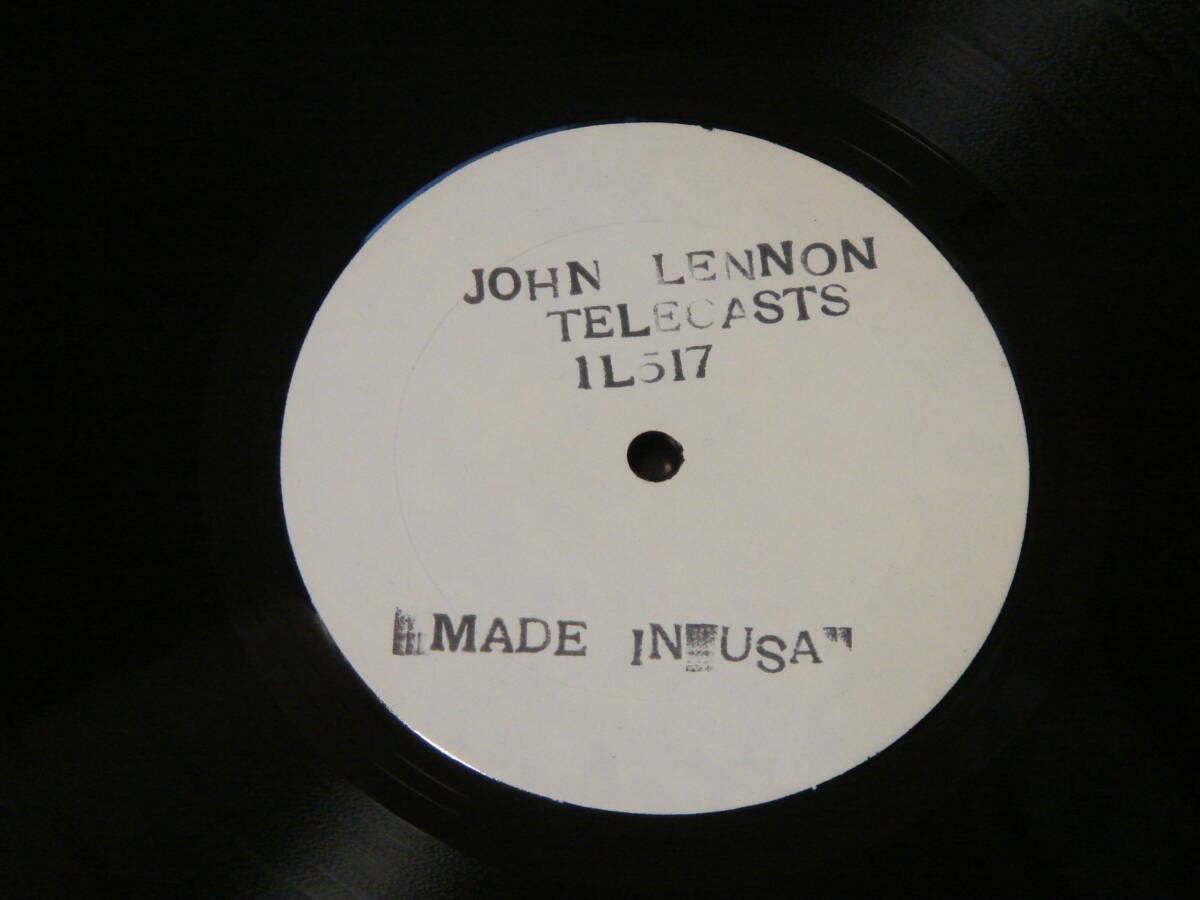 JOHN LENNON
TELECASTS
1L517
MADE IN USA